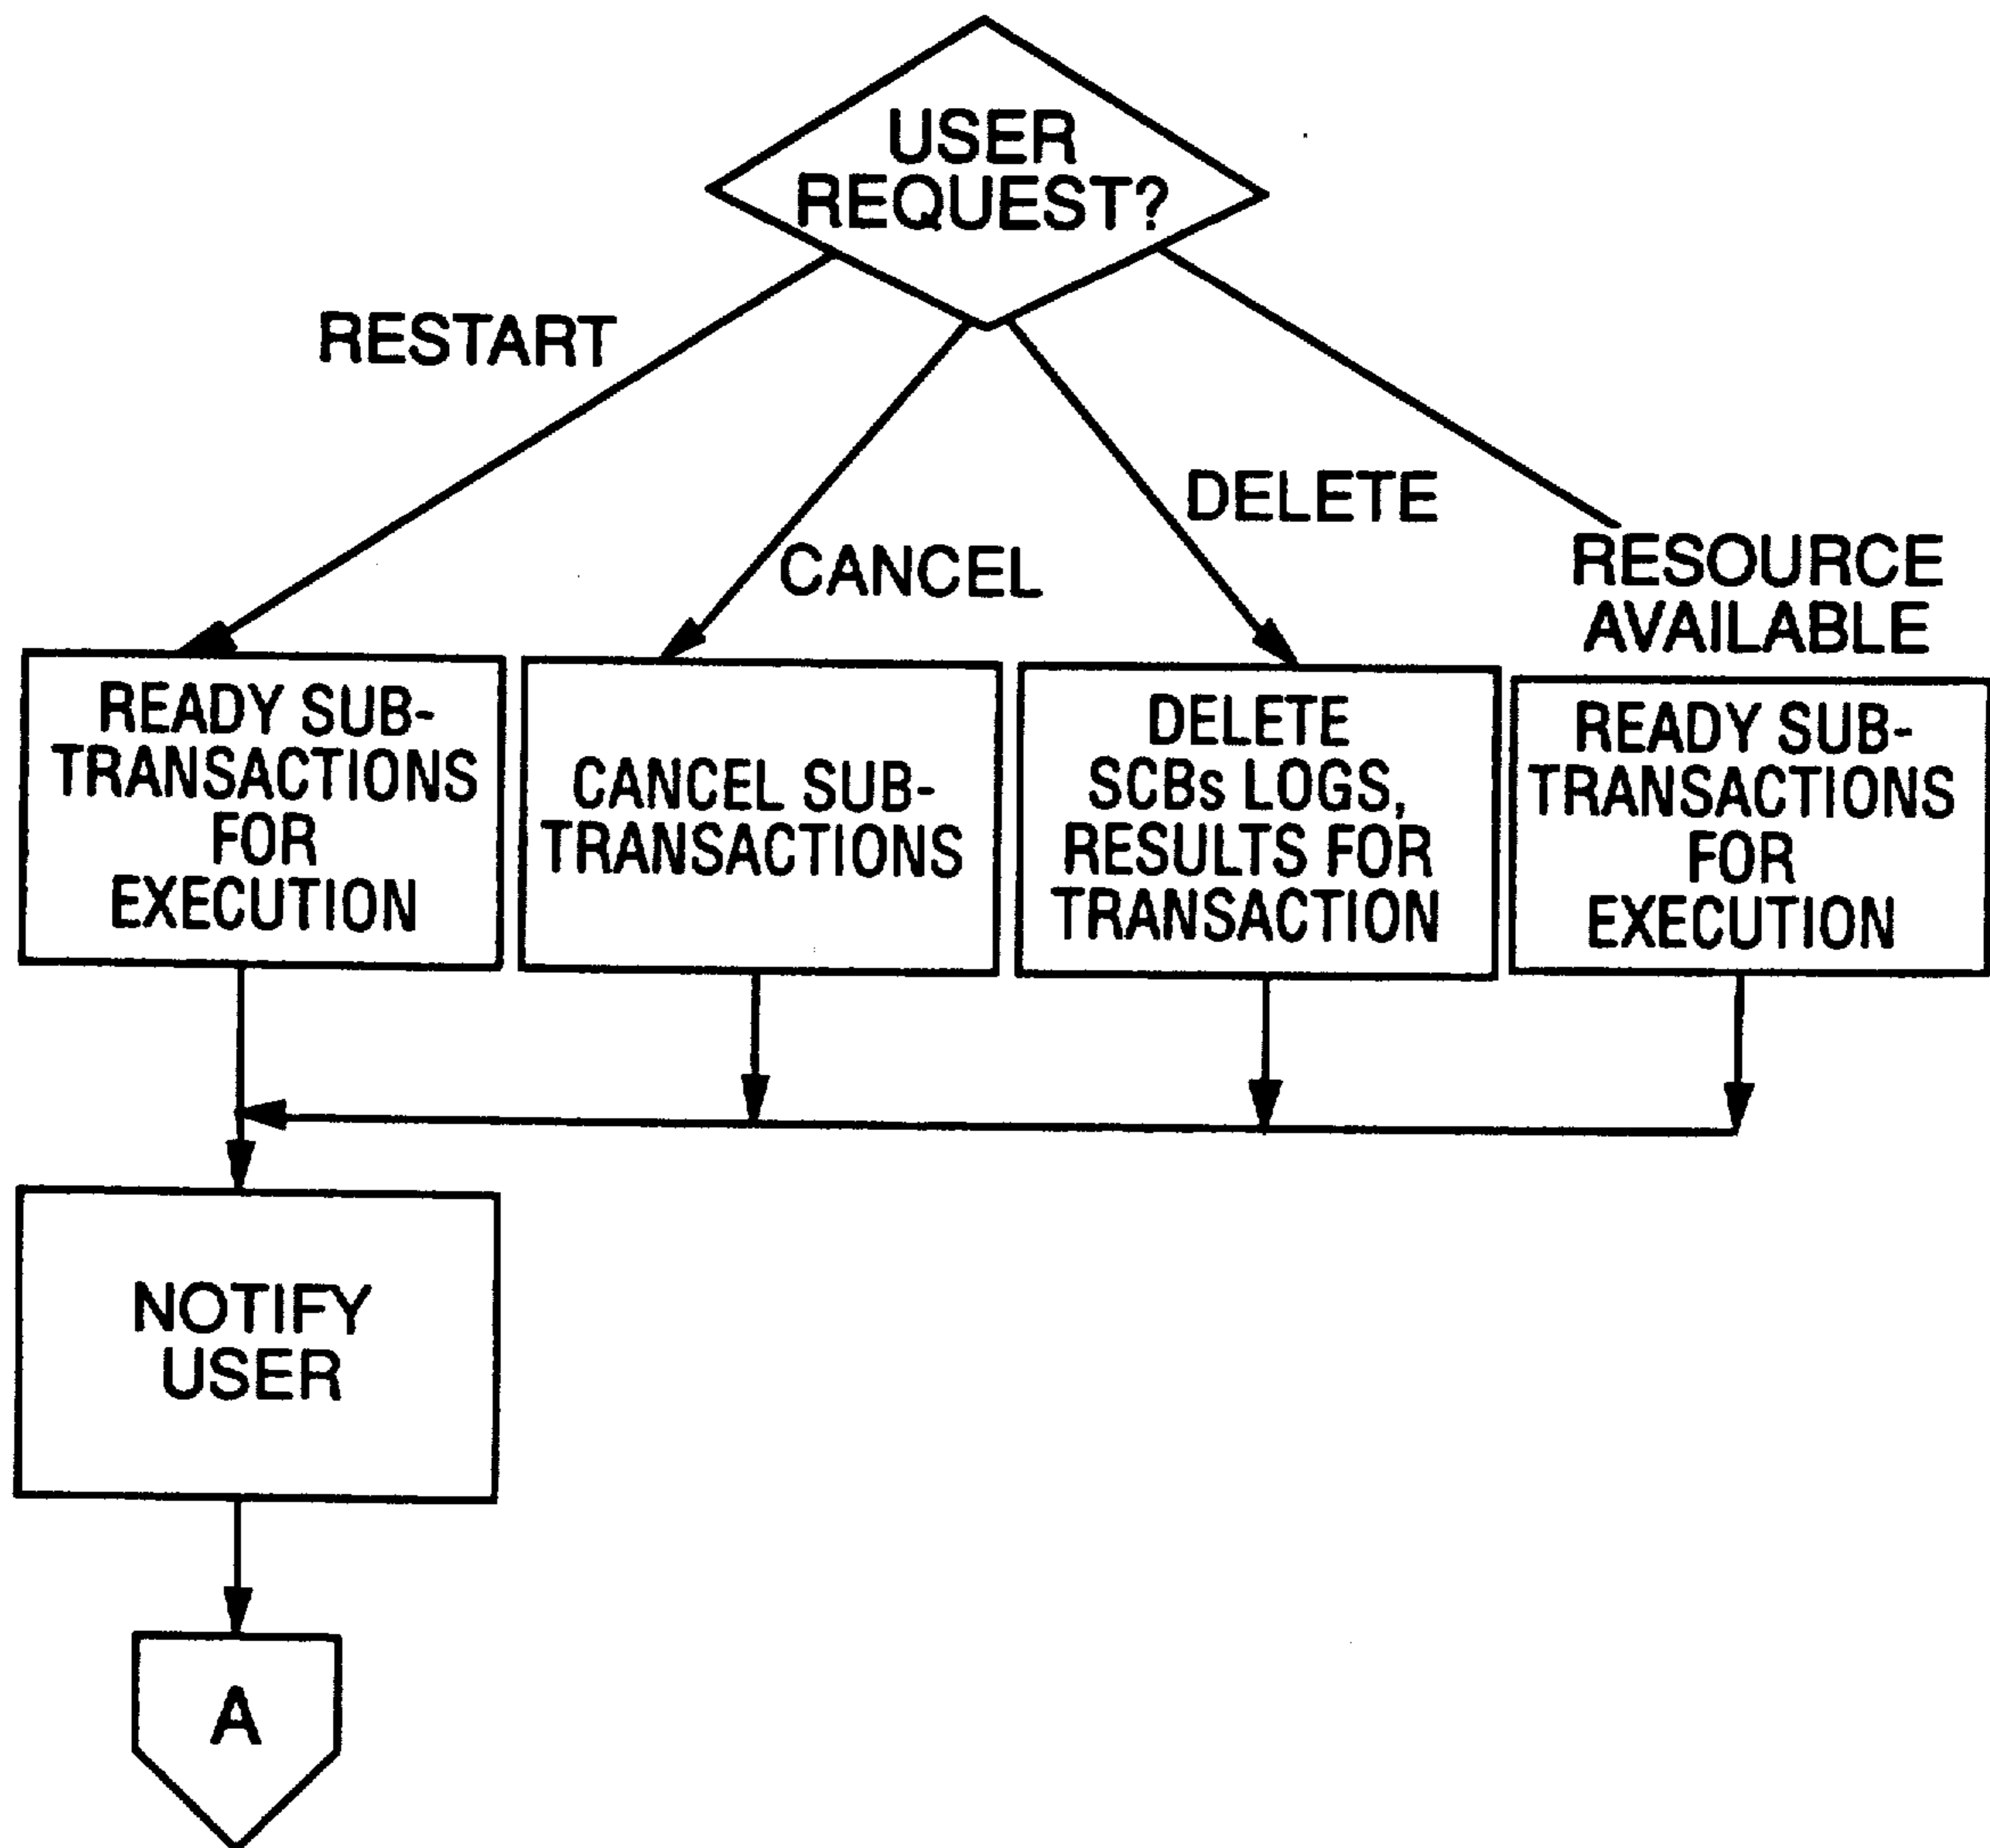 USER
REQUEST?
RESTART
CANCEL
DELETE
RESOURCE
AVAILABLE
READY SUB-
TRANSACTIONS
FOR
EXECUTION
CANCEL SUB-
TRANSACTIONS
DELETE
SCBs LOGS,
RESULTS FOR
TRANSACTION
READY SUB-
TRANSACTIONS
FOR
EXECUTION
NOTIFY
USER
A